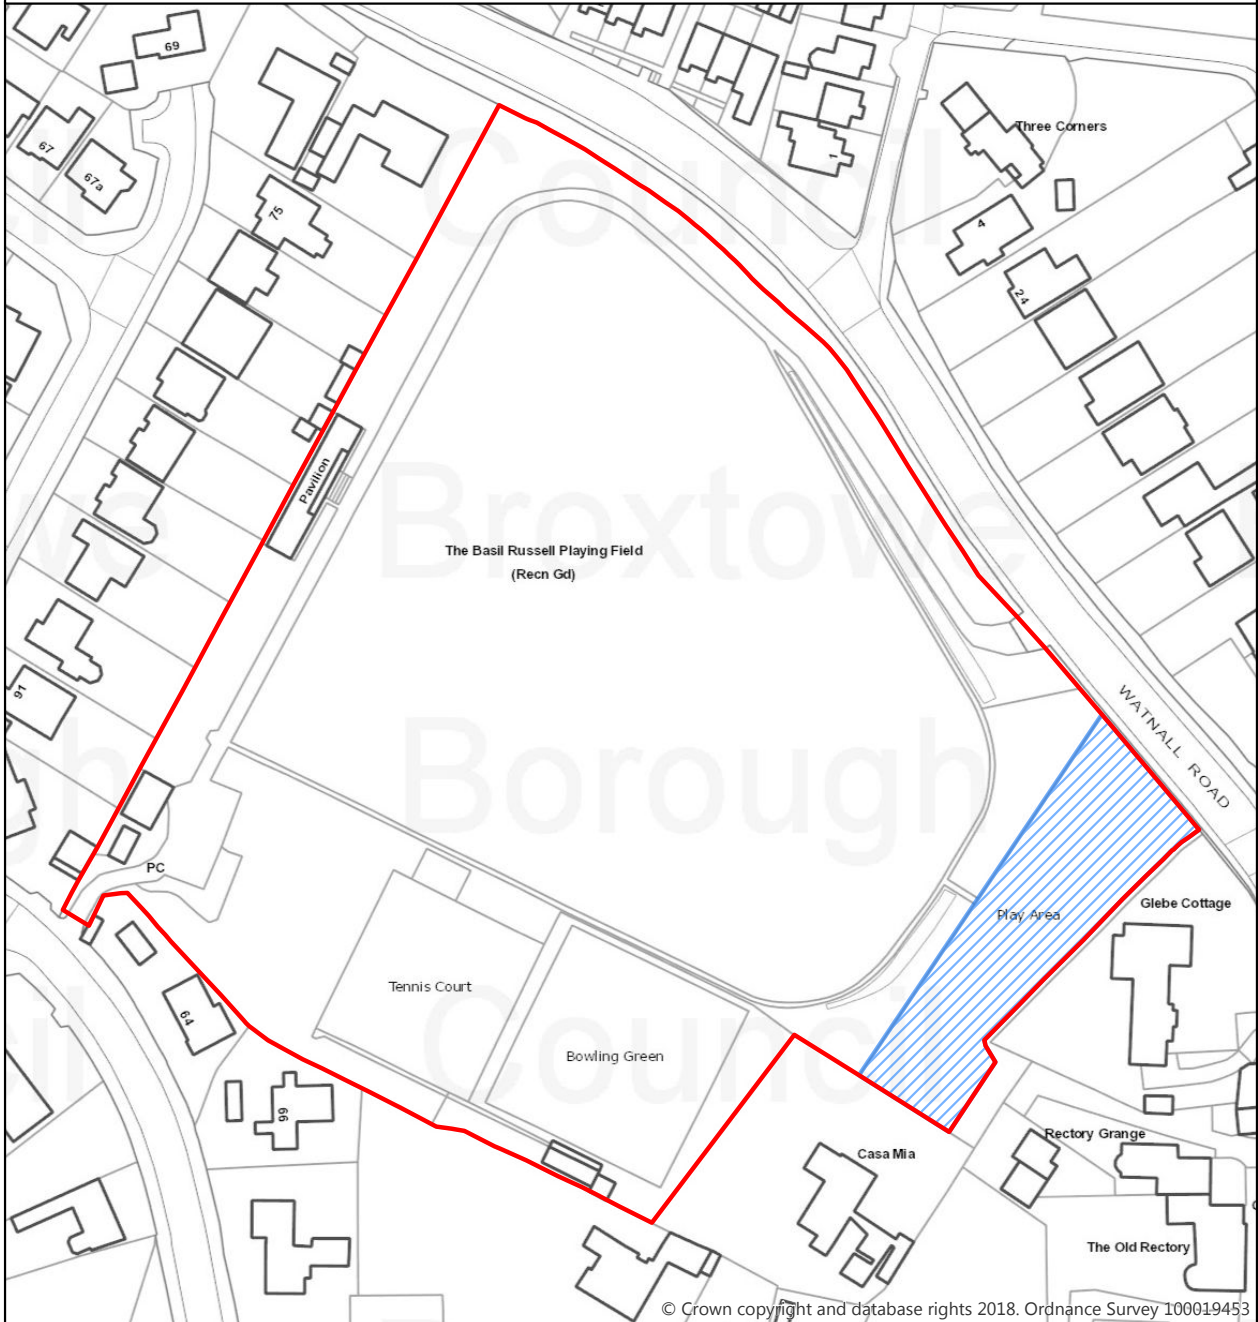 69
67
67a
75
1
Three Corners
4
24
Council
Pavilion
Broxtowe
The Basil Russell Playing Field
(Recn Gd)
91
WATNALL ROAD
Borough
PC
Play Area
Glebe Cottage
Tennis Court
64
Bowling Green
Council
66
Casa Mia
Rectory Grange
The Old Rectory
© Crown copyright and database rights 2018. Ordnance Survey 100019453